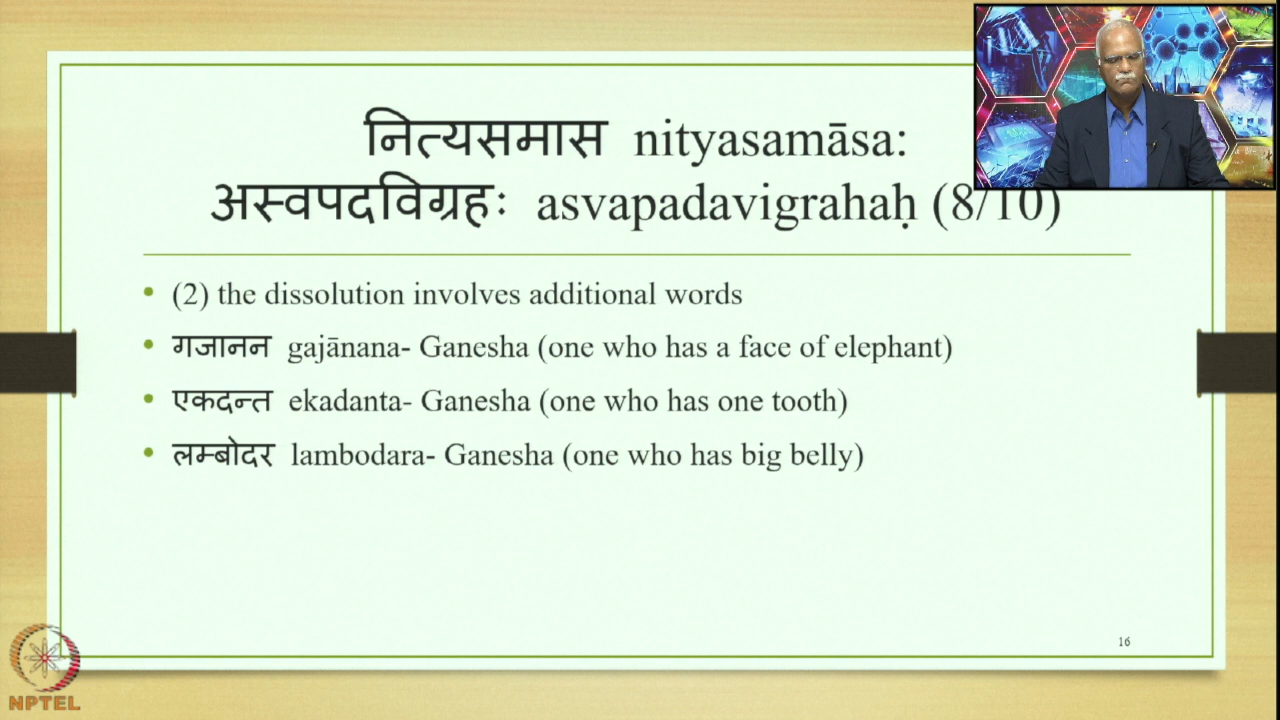 नित्यसमास nityasamāsa:
अस्वपदविग्रहः asvapadavigrahaḥ (8/10)
• (2) the dissolution involves additional words
• गजानन gajānana- Ganesha (one who has a face of elephant)
• एकदन्त ekadanta- Ganesha (one who has one tooth)
• लम्बोदर lambodara- Ganesha (one who has big belly)
16
NPTEL